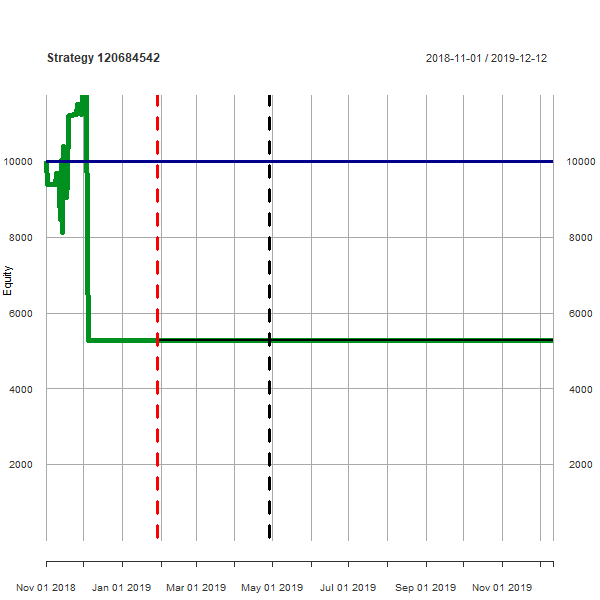 Strategy 120684542
2018-11-01 / 2019-12-12
10000
10000
8000
8000
Equity
6000
6000
4000
4000
2000
2000
Nov 01 2018
Jan 01 2019
Mar 01 2019
May 01 2019
Jul 01 2019
Sep 01 2019
Nov 01 2019